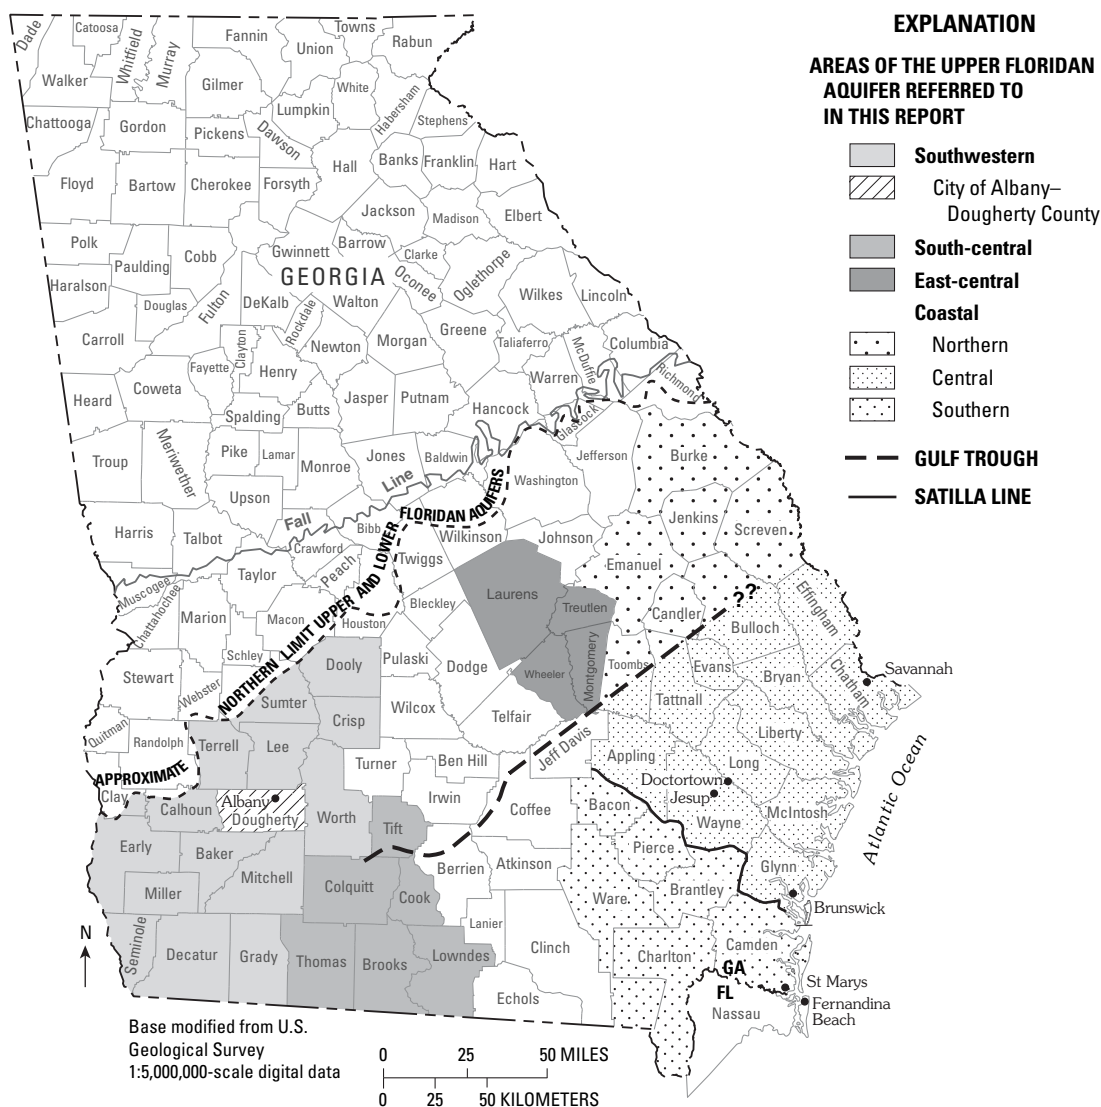 EXPLANATION
AREAS OF THE UPPER FLORIDAN
AQUIFER REFERRED TO
IN THIS REPORT
Southwestern
City of Albany–
Dougherty County
South-central
East-central
Coastal
Northern
Central
Southern
GULF TROUGH
SATILLA LINE
Dade
Catoosa
Whitfield
Murray
Fannin
Union
Towns
Rabun
Walker
Gilmer
White
Lumpkin
Habersham
Stephens
Chattooga
Gordon
Pickens
Dawson
Hall
Banks
Franklin
Hart
Floyd
Bartow
Cherokee
Forsyth
Jackson
Madison
Elbert
Polk
Paulding
Cobb
Gwinnett
Barrow
Clarke
Oconee
Oglethorpe
GEORGIA
Haralson
Douglas
Fulton
DeKalb
Rockdale
Walton
Wilkes
Lincoln
Carroll
Clayton
Newton
Morgan
Greene
Taliaferro
McDuffie
Columbia
Fayette
Henry
Warren
Richmond
Heard
Coweta
Spalding
Butts
Jasper
Putnam
Hancock
Glascock
Troup
Meriwether
Pike
Lamar
Monroe
Jones
Baldwin
Jefferson
Burke
Upson
Washington
Fall
Line
Harris
Talbot
Crawford
Bibb
Wilkinson
Johnson
Jenkins
Screven
Muscogee
Chattahochee
Taylor
Peach
Twiggs
Emanuel
Marion
Macon
Houston
Bleckley
Laurens
Treutlen
Candler
Bulloch
Effingham
??
NORTHERN LIMIT UPPER AND LOWER
FLORIDAN AQUIFERS
APPROXIMATE
Stewart
Webster
Schley
Dooly
Pulaski
Dodge
Wheeler
Montgomery
Toombs
Evans
Bryan
Chatham
Savannah
Sumter
Crisp
Wilcox
Telfair
Tattnall
Liberty
Quitman
Randolph
Terrell
Lee
Turner
Ben Hill
Jeff Davis
Appling
Long
Doctortown
Jesup
Clay
Calhoun
Albany
Dougherty
Worth
Tift
Irwin
Coffee
Bacon
Wayne
McIntosh
Atlantic Ocean
Early
Baker
Mitchell
Berrien
Atkinson
Pierce
Glynn
Miller
Colquitt
Cook
Ware
Brantley
Brunswick
Lanier
Seminole
Decatur
Grady
Thomas
Brooks
Lowndes
Clinch
Charlton
Camden
Echols
GA
FL
St Marys
Fernandina
Beach
Nassau
N
Base modified from U.S.
Geological Survey
1:5,000,000-scale digital data
0 25 50 MILES
0 25 50 KILOMETERS